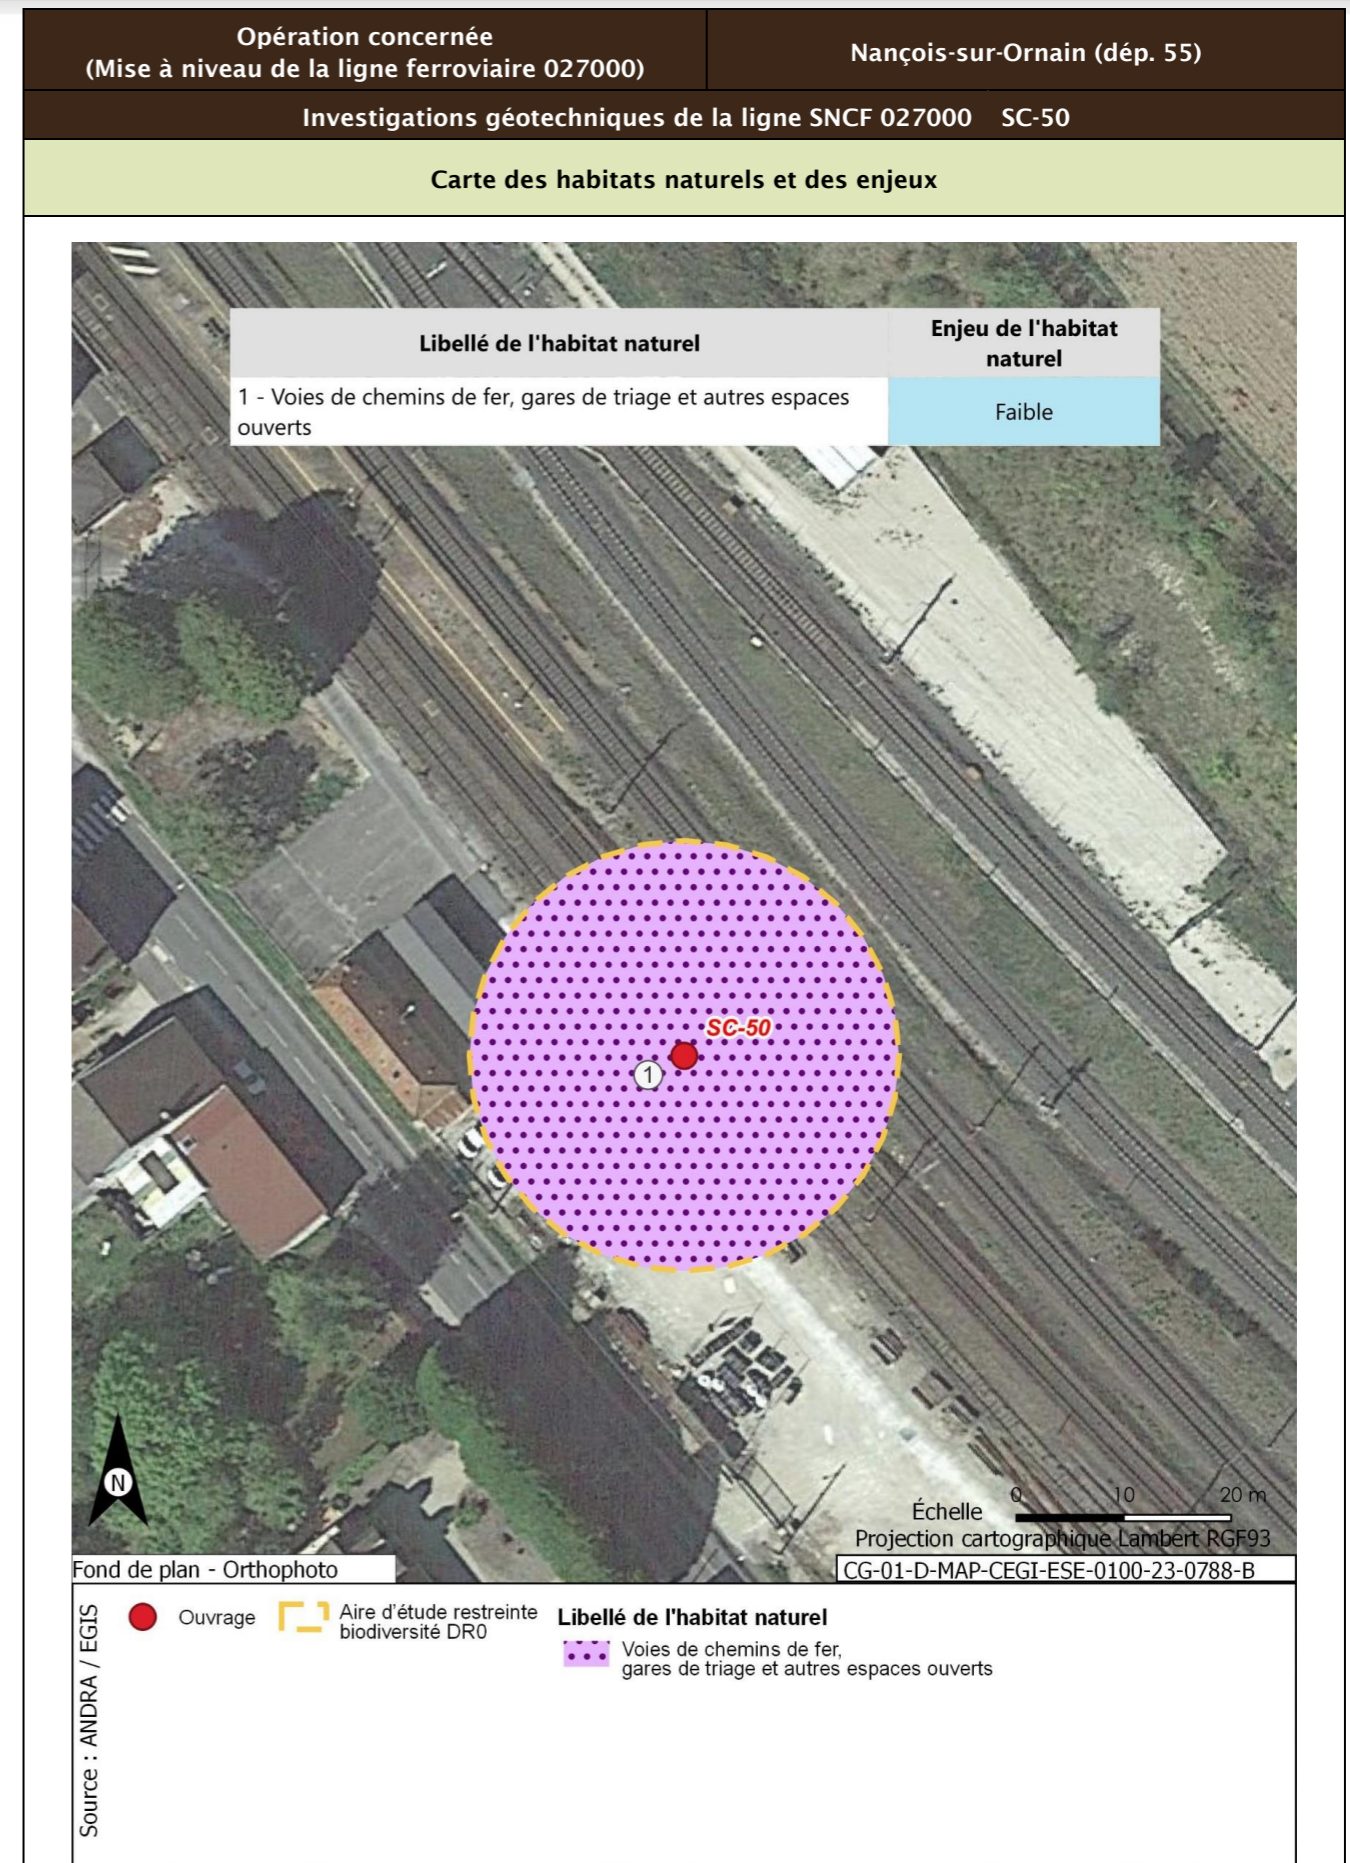 Opération concernée
(Mise à niveau de la ligne ferroviaire 027000)
Nançois-sur-Ornain (dép. 55)
Investigations géotechniques de la ligne SNCF 027000 SC-50
Carte des habitats naturels et des enjeux
Libellé de l'habitat naturel
Enjeu de l'habitat
naturel
1 - Voies de chemins de fer, gares de triage et autres espaces
ouverts
Faible
SC-50
1
N
Échelle
0 10 20 m
Projection cartographique Lambert RGF93
Fond de plan - Orthophoto
CG-01-D-MAP-CEGI-ESE-0100-23-0788-B
Source : ANDRA / EGIS
Ouvrage
Aire d'étude restreinte
biodiversité DR0
Libellé de l'habitat naturel
Voies de chemins de fer,
gares de triage et autres espaces ouverts